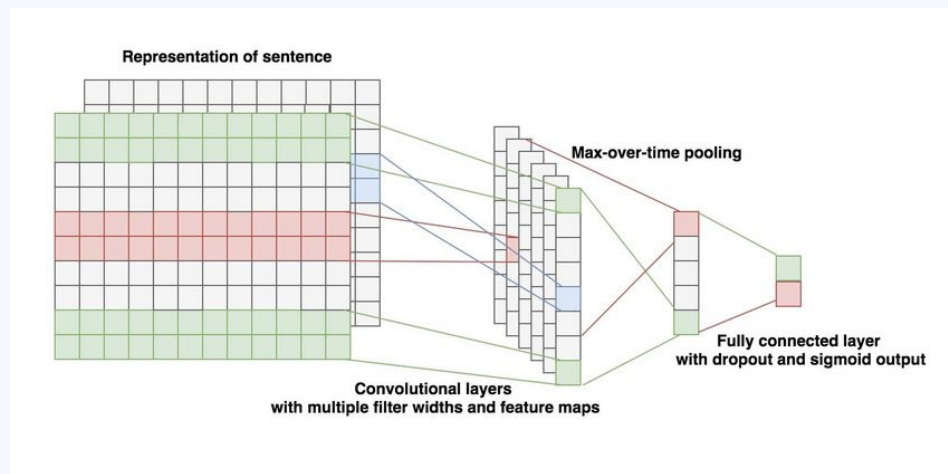 Representation of sentence
Max-over-time pooling
Fully connected layer
with dropout and sigmoid output
Convolutional layers
with multiple filter widths and feature maps